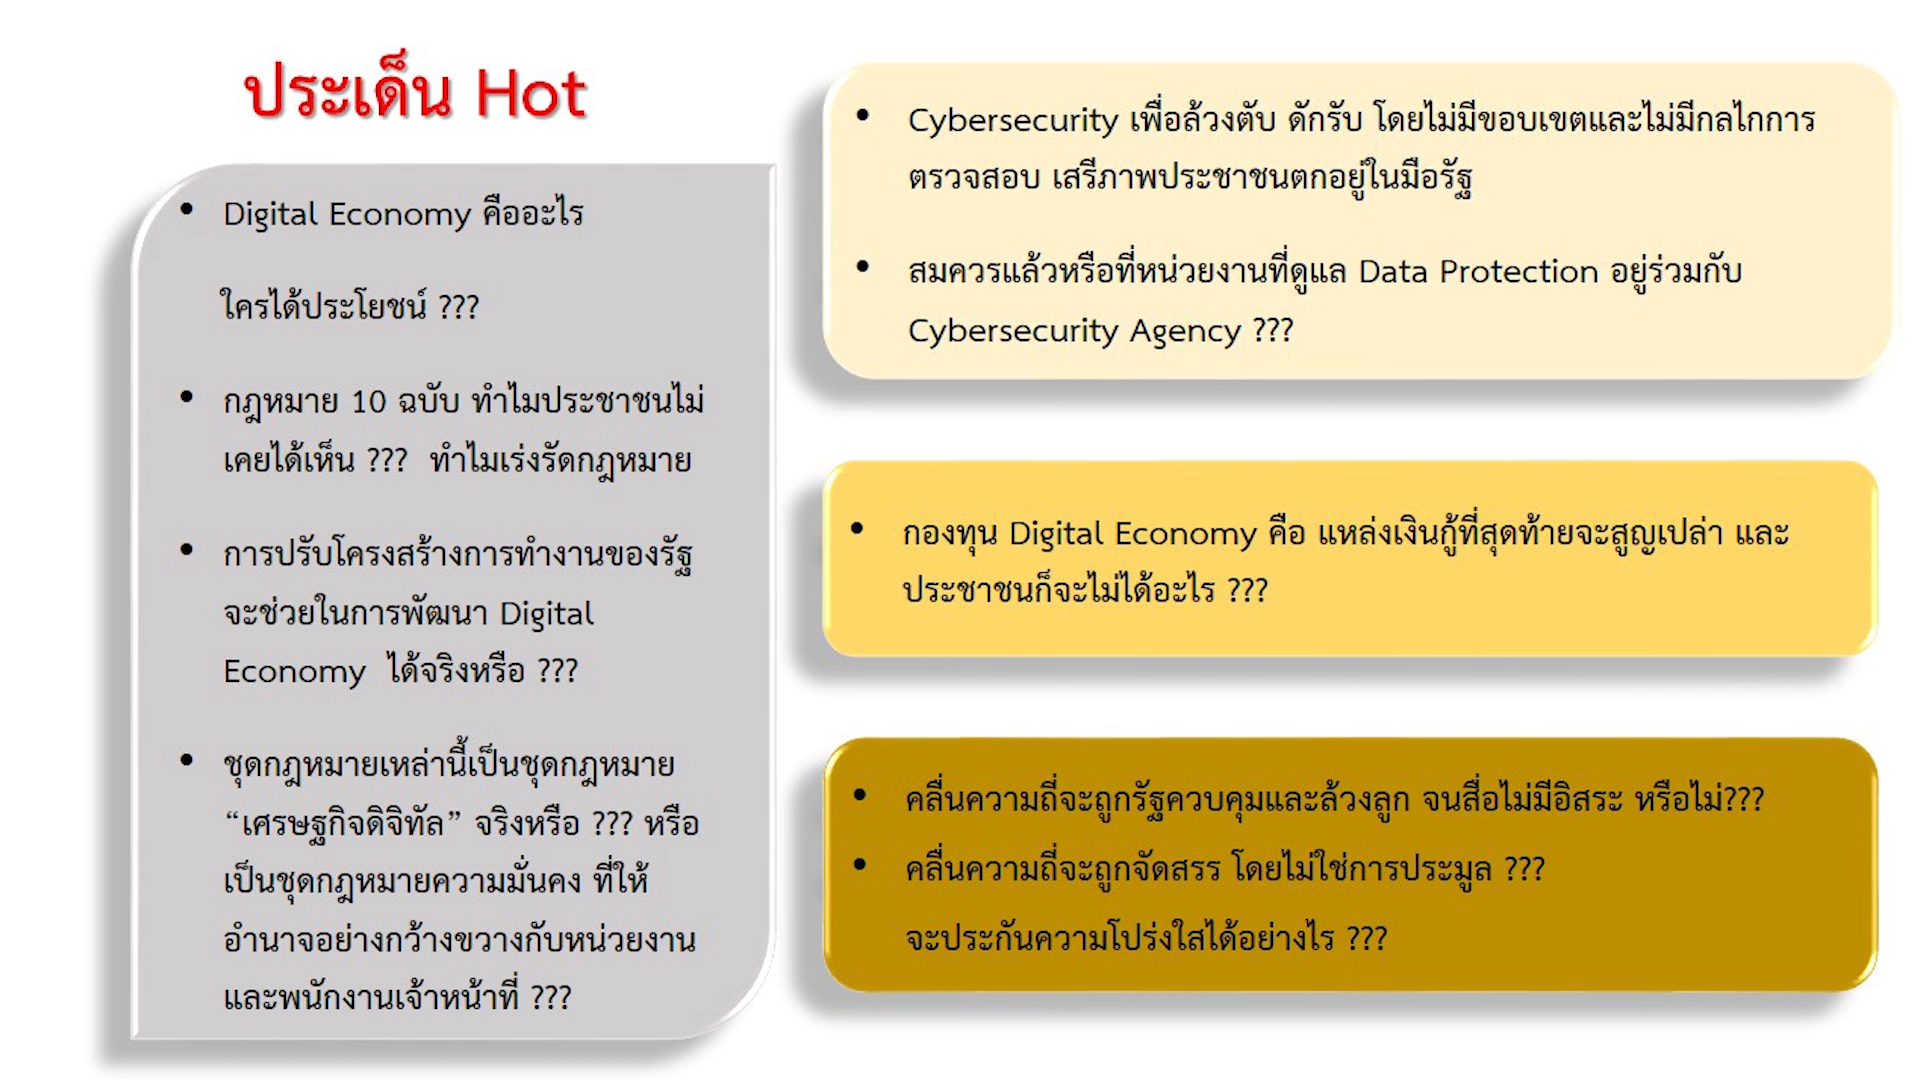 ประเด็น Hot
• Digital Economy คืออะไร
ใครได้ประโยชน์ ???
• กฎหมาย 10 ฉบับ ทำไมประชาชนไม่
เคยได้เห็น ??? ทำไมเร่งรัดกฎหมาย
• การปรับโครงสร้างการทำงานของรัฐ
จะช่วยในการพัฒนา Digital
Economy ได้จริงหรือ ???
• ชุดกฎหมายเหล่านี้เป็นชุดกฎหมาย
“เศรษฐกิจดิจิทัล” จริงหรือ ??? หรือ
เป็นชุดกฎหมายความมั่นคง ที่ให้
อำนาจอย่างกว้างขวางกับหน่วยงาน
และพนักงานเจ้าหน้าที่ ???
• Cybersecurity เพื่อล้วงตับ ดักรับ โดยไม่มีขอบเขตและไม่มีกลไกการ
ตรวจสอบ เสรีภาพประชาชนตกอยู่ในมือรัฐ
• สมควรแล้วหรือที่หน่วยงานที่ดูแล Data Protection อยู่ร่วมกับ
Cybersecurity Agency ???
• กองทุน Digital Economy คือ แหล่งเงินกู้ที่สุดท้ายจะสูญเปล่า และ
ประชาชนก็จะไม่ได้อะไร ???
• คลื่นความถี่จะถูกรัฐควบคุมและล้วงลูก จนสื่อไม่มีอิสระ หรือไม่???
• คลื่นความถี่จะถูกจัดสรร โดยไม่ใช่การประมูล ???
จะประกันความโปร่งใสได้อย่างไร ???